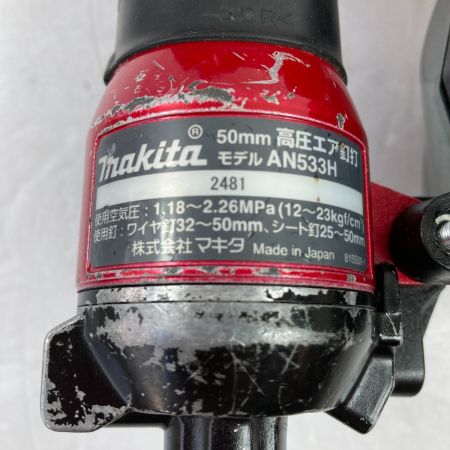 makita® 50mm 高圧エア釘打
モデル AN533H
2481
使用空気圧：1.18～2.26MPa(12～23kgf/cm
使用釘：ワイヤ釘32～50mm、シート釘25～50mm
株式会社マキタ Made in Japan